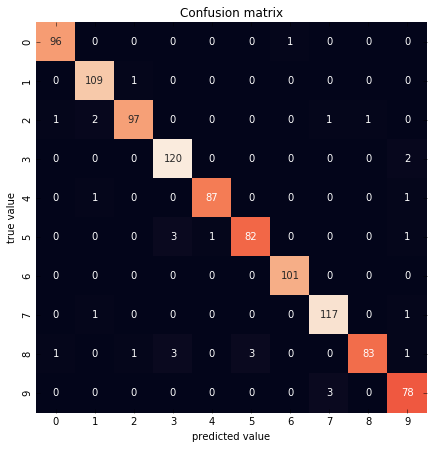 Confusion matrix
true value
0 96 0 0 0 0 0 1 0 0 0
1 0 109 1 0 0 0 0 0 0 0
2 1 2 97 0 0 0 0 1 1 0
3 0 0 0 120 0 0 0 0 0 2
4 0 1 0 0 87 0 0 0 0 1
5 0 0 0 3 1 82 0 0 0 1
6 0 0 0 0 0 0 101 0 0 0
7 0 1 0 0 0 0 0 117 0 1
8 1 0 1 3 0 3 0 0 83 1
9 0 0 0 0 0 0 0 3 0 78
0 1 2 3 4 5 6 7 8 9
predicted value